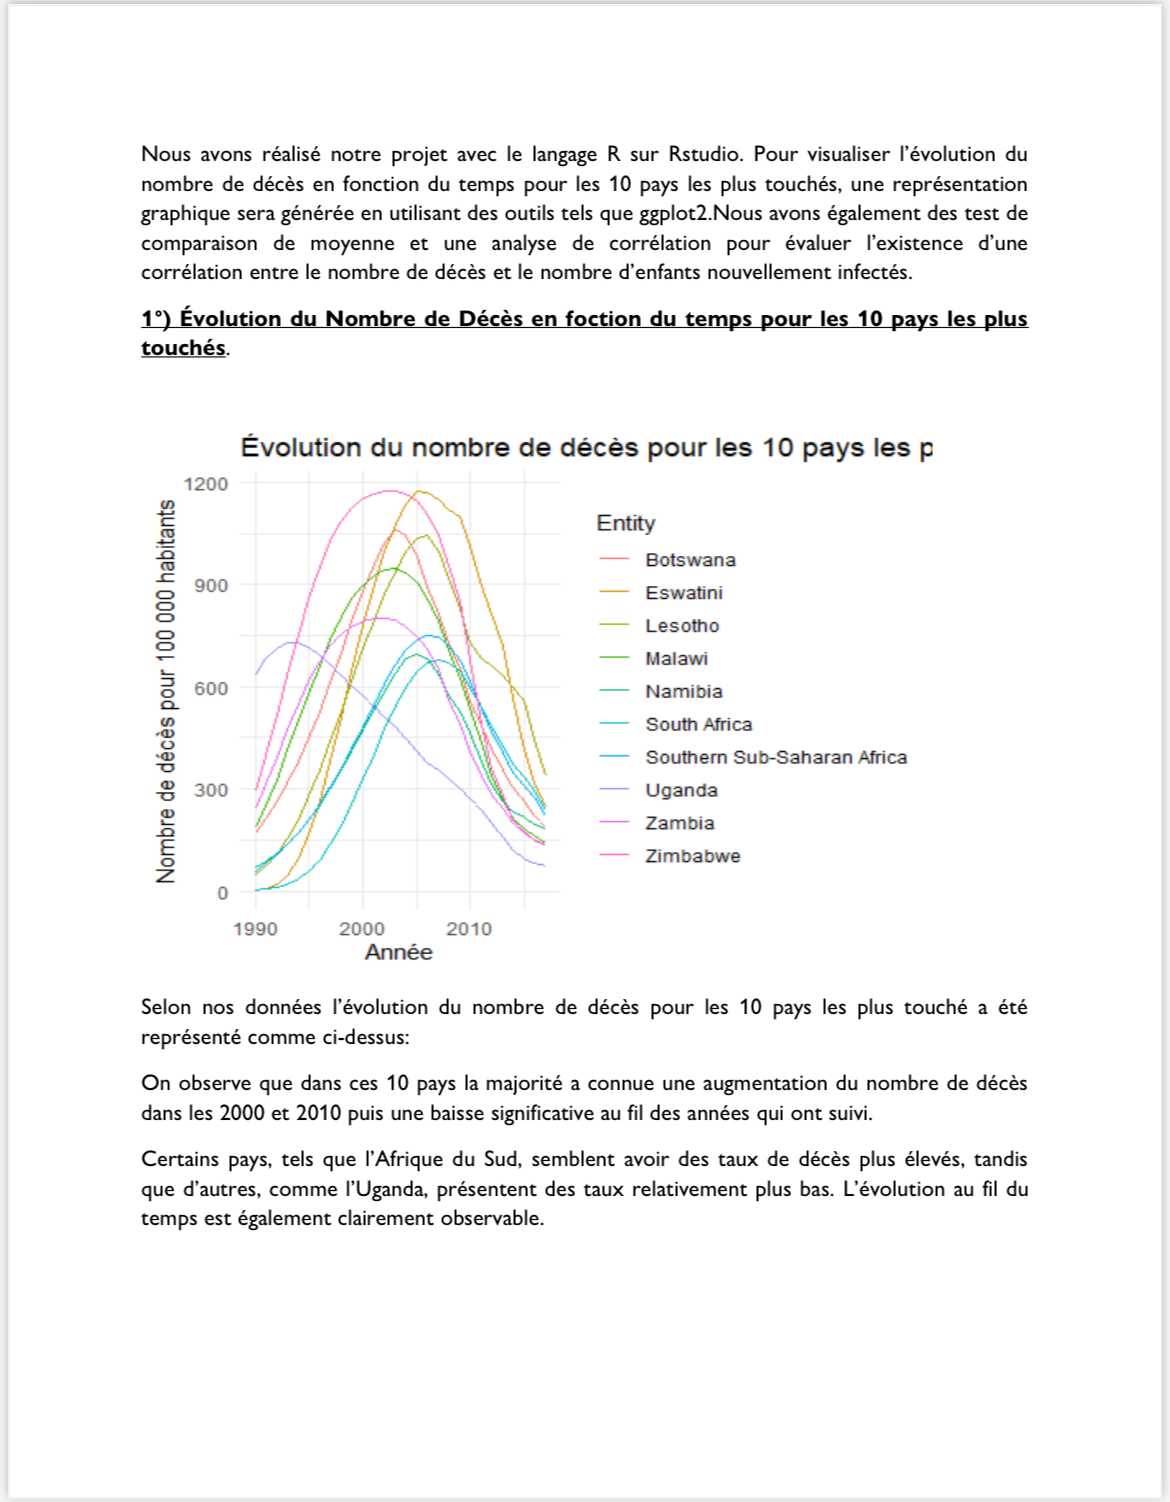 Nous avons réalisé notre projet avec le langage R sur Rstudio. Pour visualiser l’évolution du
nombre de décès en fonction du temps pour les 10 pays les plus touchés, une représentation
graphique sera générée en utilisant des outils tels que ggplot2.Nous avons également des test de
comparaison de moyenne et une analyse de corrélation pour évaluer l’existence d’une
corrélation entre le nombre de décès et le nombre d’enfants nouvellement infectés.
1°) Évolution du Nombre de Décès en foction du temps pour les 10 pays les plus
touchés.
Évolution du nombre de décès pour les 10 pays les p
Nombre de décès pour 100 000 habitants
1200
900
600
300
0
1990 2000 2010
Année
Entity
Botswana
Eswatini
Lesotho
Malawi
Namibia
South Africa
Southern Sub-Saharan Africa
Uganda
Zambia
Zimbabwe
Selon nos données l’évolution du nombre de décès pour les 10 pays les plus touché a été
représenté comme ci-dessus:
On observe que dans ces 10 pays la majorité a connue une augmentation du nombre de décès
dans les 2000 et 2010 puis une baisse significative au fil des années qui ont suivi.
Certains pays, tels que l’Afrique du Sud, semblent avoir des taux de décès plus élevés, tandis
que d’autres, comme l’Uganda, présentent des taux relativement plus bas. L’évolution au fil du
temps est également clairement observable.